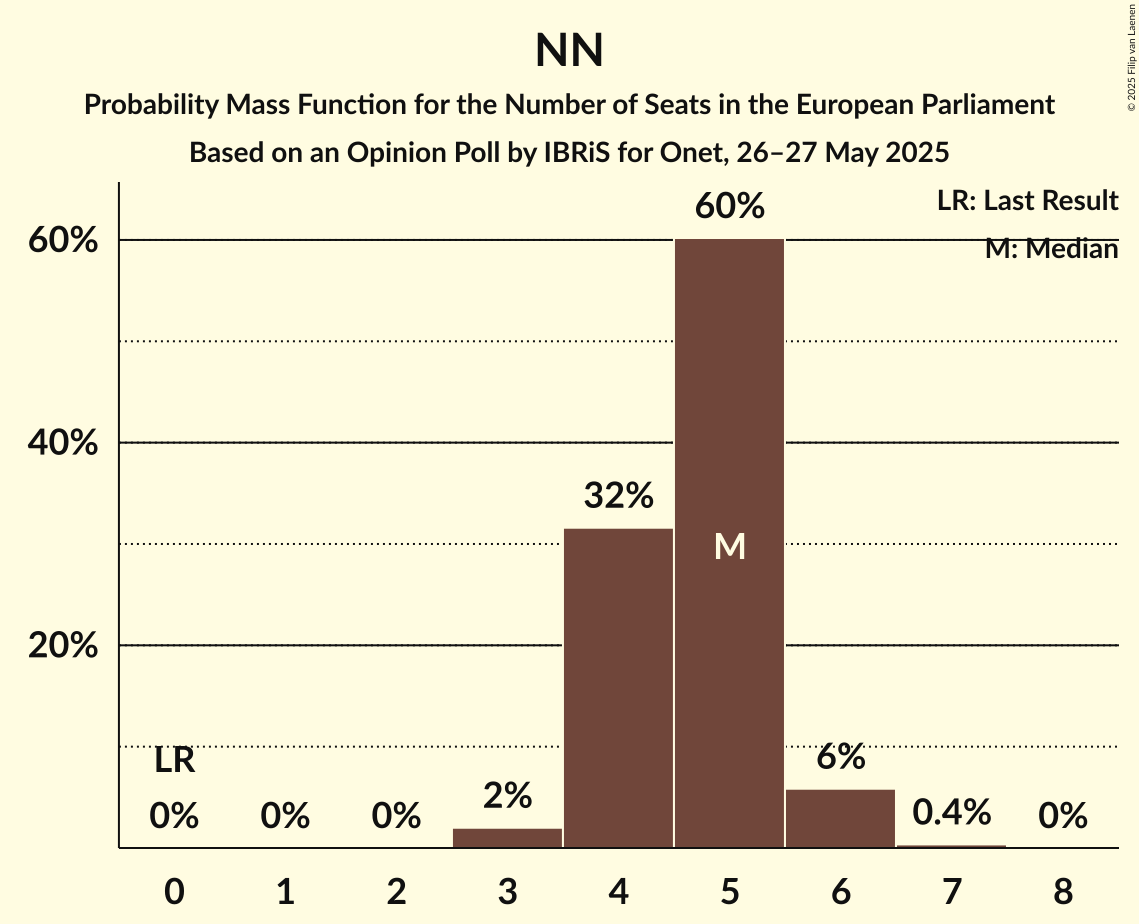 NN
Probability Mass Function for the Number of Seats in the European Parliament
Based on an Opinion Poll by IBRiS for Onet, 26–27 May 2025
© 2025 Filip van Laenen
LR: Last Result
M: Median
60%
40%
20%
LR
0%
0%
0%
2%
32%
60%
M
6%
0.4%
0%
0 1 2 3 4 5 6 7 8